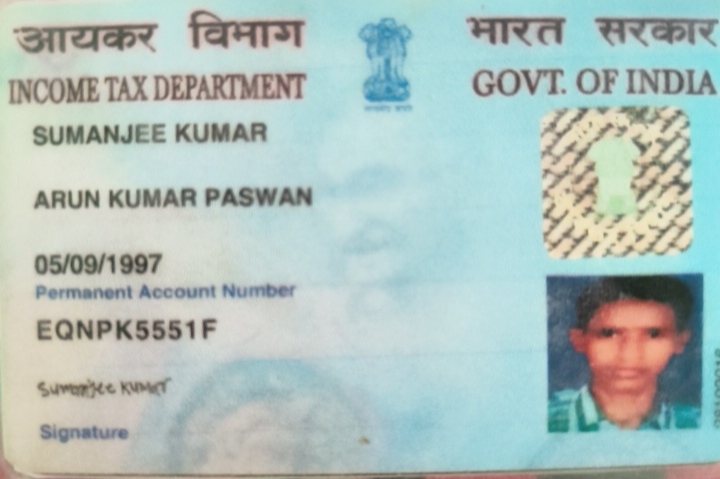 आयकर विभाग
भारत सरकार
INCOME TAX DEPARTMENT
GOVT. OF INDIA
SUMANJEE KUMAR
ARUN KUMAR PASWAN
05/09/1997
Permanent Account Number
EQNPK5551F
Sumanjee KUMAR
Signature